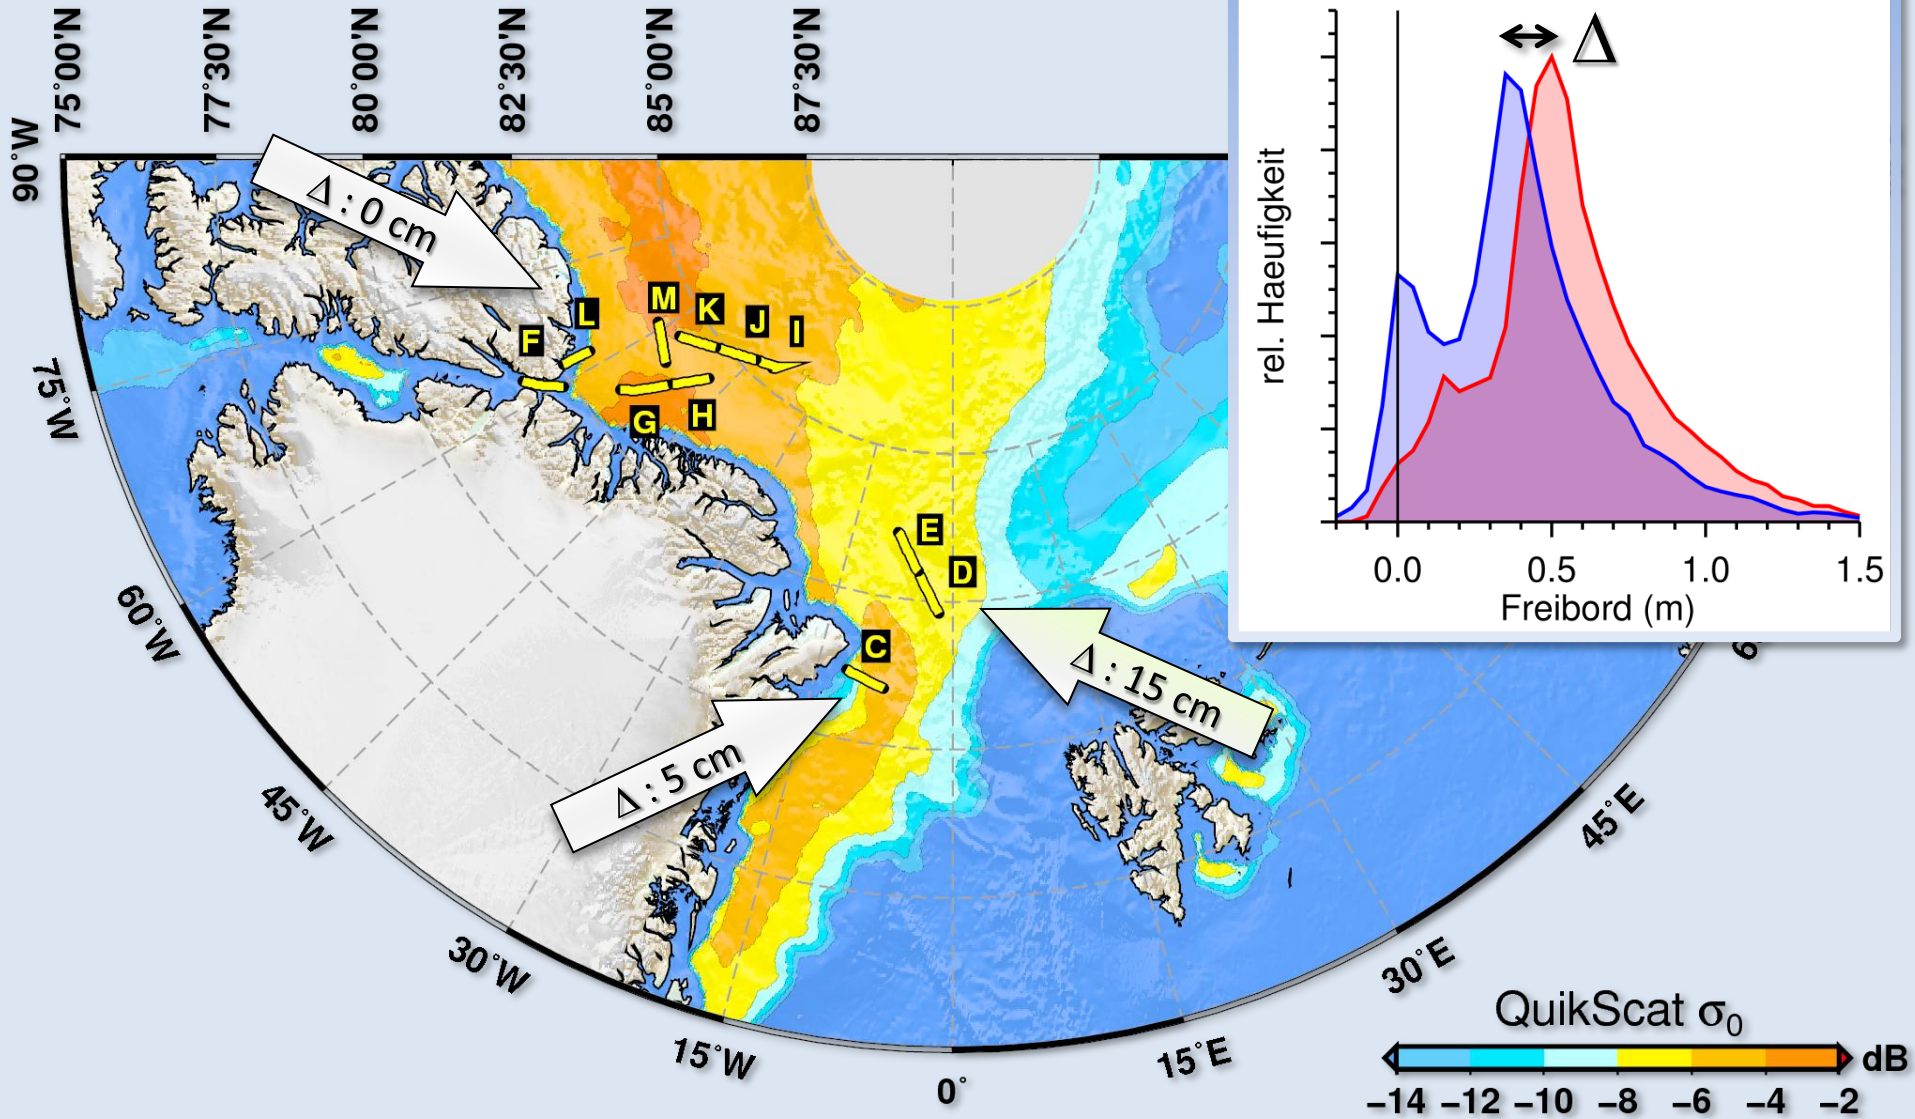 75°00'N
77°30'N
80°00'N
82°30'N
85°00'N
87°30'N
90°W
75°W
60°W
45°W
30°W
15°W
0°
15°E
30°E
45°E
6
Δ : 0 cm
Δ : 5 cm
Δ : 15 cm
L
M
K
J
I
F
G
H
E
D
C
Δ
rel. Haeufigkeit
0.0 0.5 1.0 1.5
Freibord (m)
QuikScat σ0
dB
−14 −12 −10 −8 −6 −4 −2